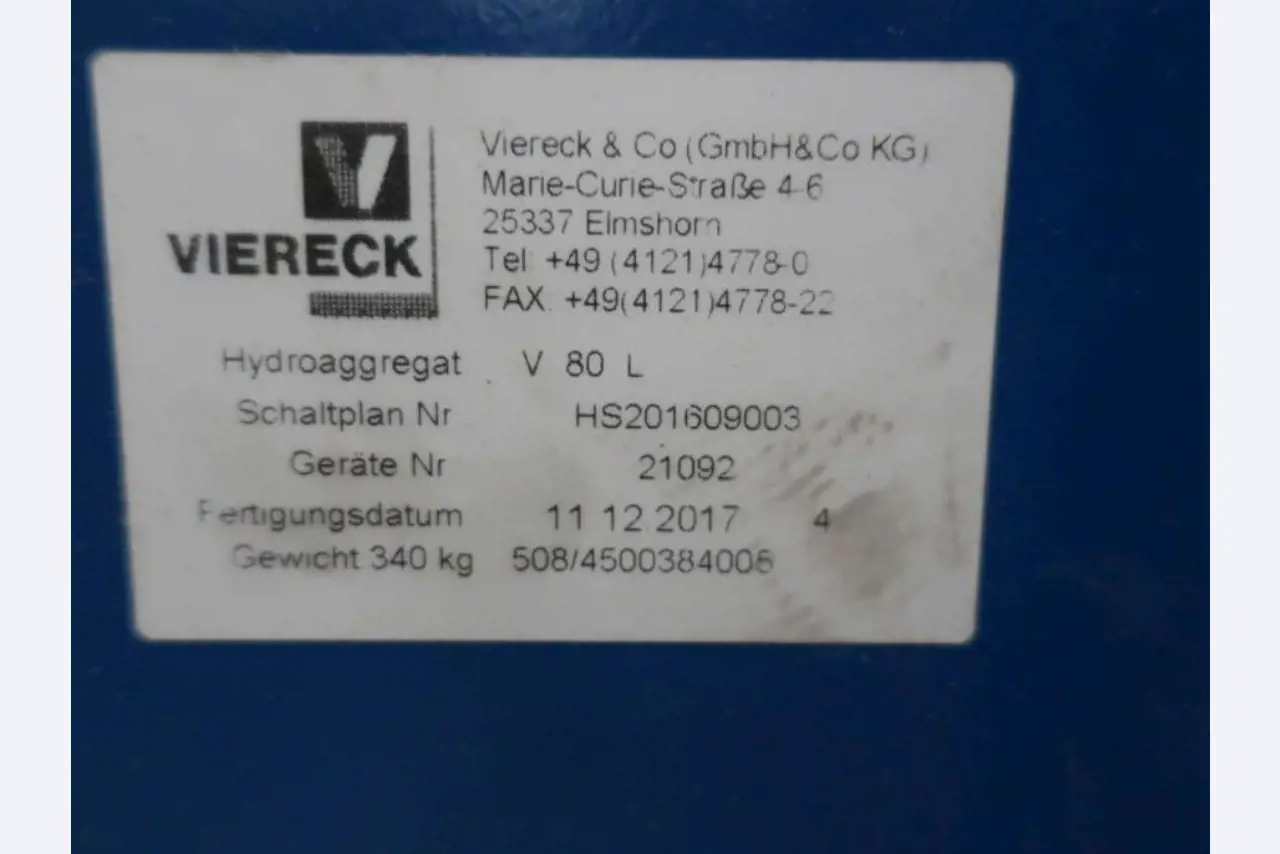 V
VIERECK
Viereck & Co (GmbH&Co KG)
Marie-Curie-Straße 4-6
25337 Elmshorn
Tel. +49 (4121)4778-0
FAX. +49(4121)4778-22
Hydroaggregat V 80 L
Schaltplan Nr HS201609003
Geräte Nr 21092
Fertigungsdatum 11.12.2017 4
Gewicht 340 kg